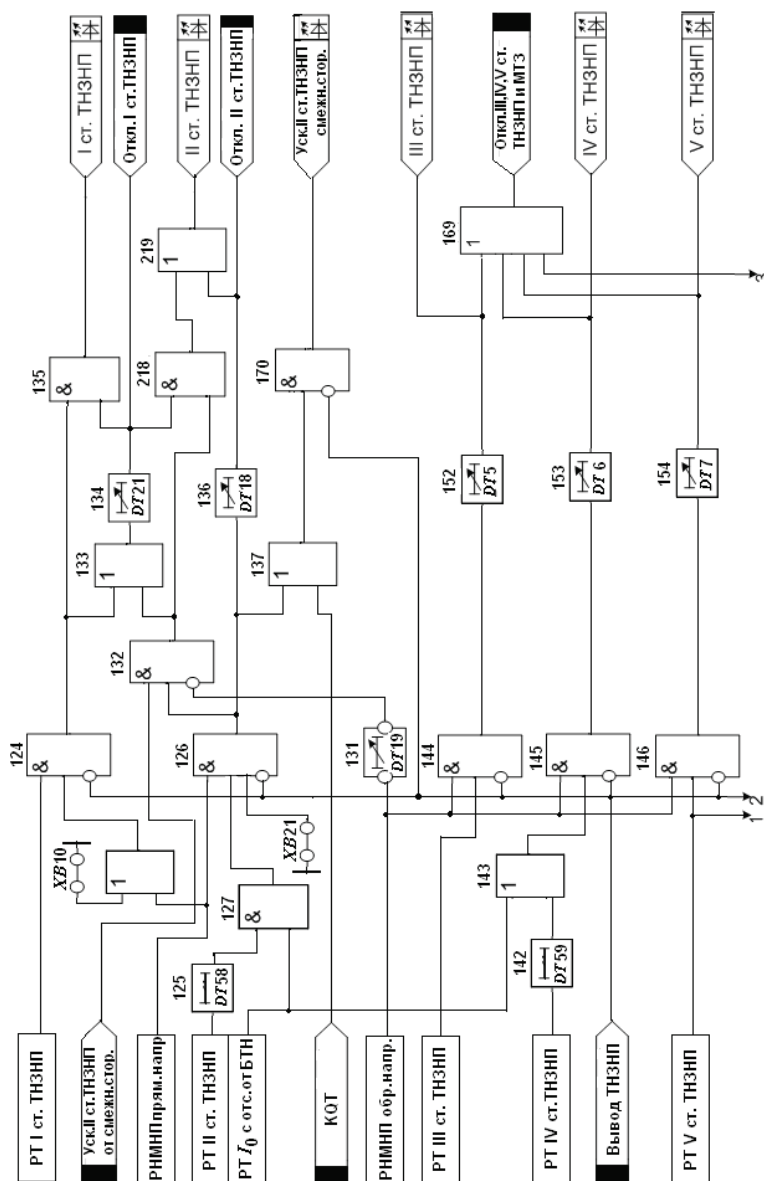 РТ I ст. ТНЗНП
Уск.II ст.ТНЗНП
от смежн.стор.
РНМНПпрям.напр
РТ II ст. ТНЗНП
РТ I0 с отс.от БТН
KQT
РНМНП обр.напр.
РТ III ст. ТНЗНП
РТ IV ст.ТНЗНП
Вывод ТНЗНП
РТ V ст. ТНЗНП
XB10
1
124
&
125
DT58
127
&
XB21
126
&
131
DT19
142
DT59
143
1
144
&
145
&
146
&
1
2
132
&
133
1
134
DT21
135
&
136
DT18
137
1
218
&
219
1
170
&
152
DT5
153
DT 6
154
DT7
169
1
3
I ст. ТНЗНП
Откл. I ст.ТНЗНП
II ст. ТНЗНП
Откл. II ст.ТНЗНП
Уск.II ст.ТНЗНП
смежн.стор.
III ст. ТНЗНП
Откл.III,IV,V ст.
ТНЗНП и МТЗ
IV ст. ТНЗНП
V ст. ТНЗНП